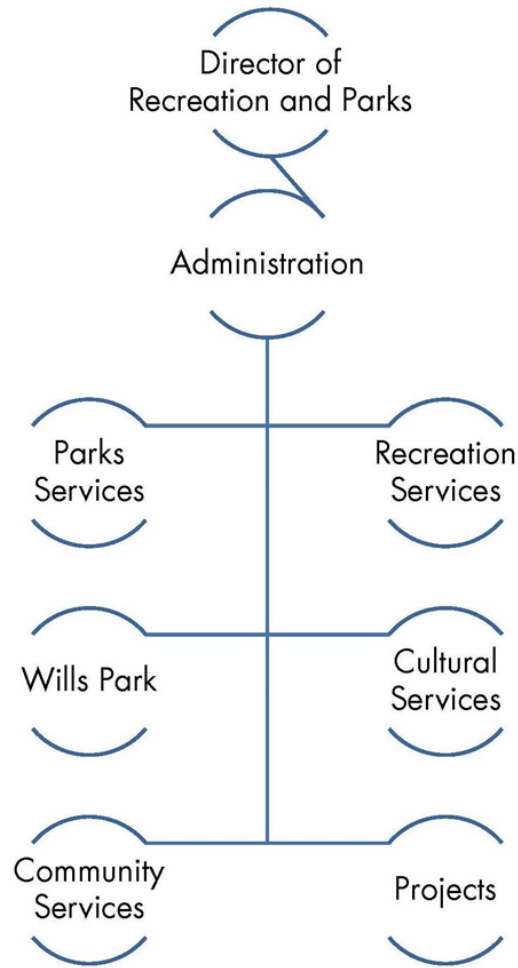 Director of
Recreation and Parks
Administration
Parks
Services
Recreation
Services
Wills Park
Cultural
Services
Community
Services
Projects